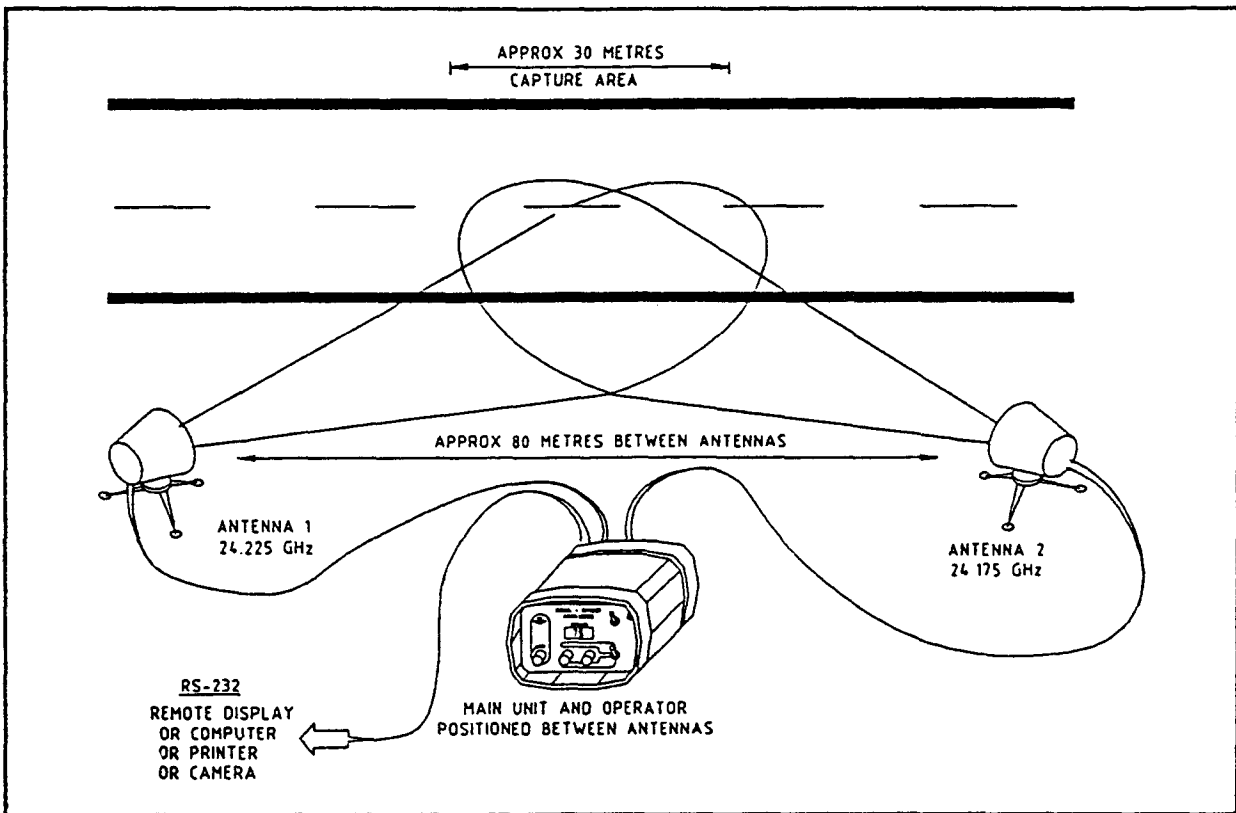 APPROX 30 METRES
CAPTURE AREA
APPROX 80 METRES BETWEEN ANTENNAS
ANTENNA 1
24.225 GHz
ANTENNA 2
24 175 GHz
MAIN UNIT AND OPERATOR
POSITIONED BETWEEN ANTENNAS
RS-232
REMOTE DISPLAY
OR COMPUTER
OR PRINTER
OR CAMERA